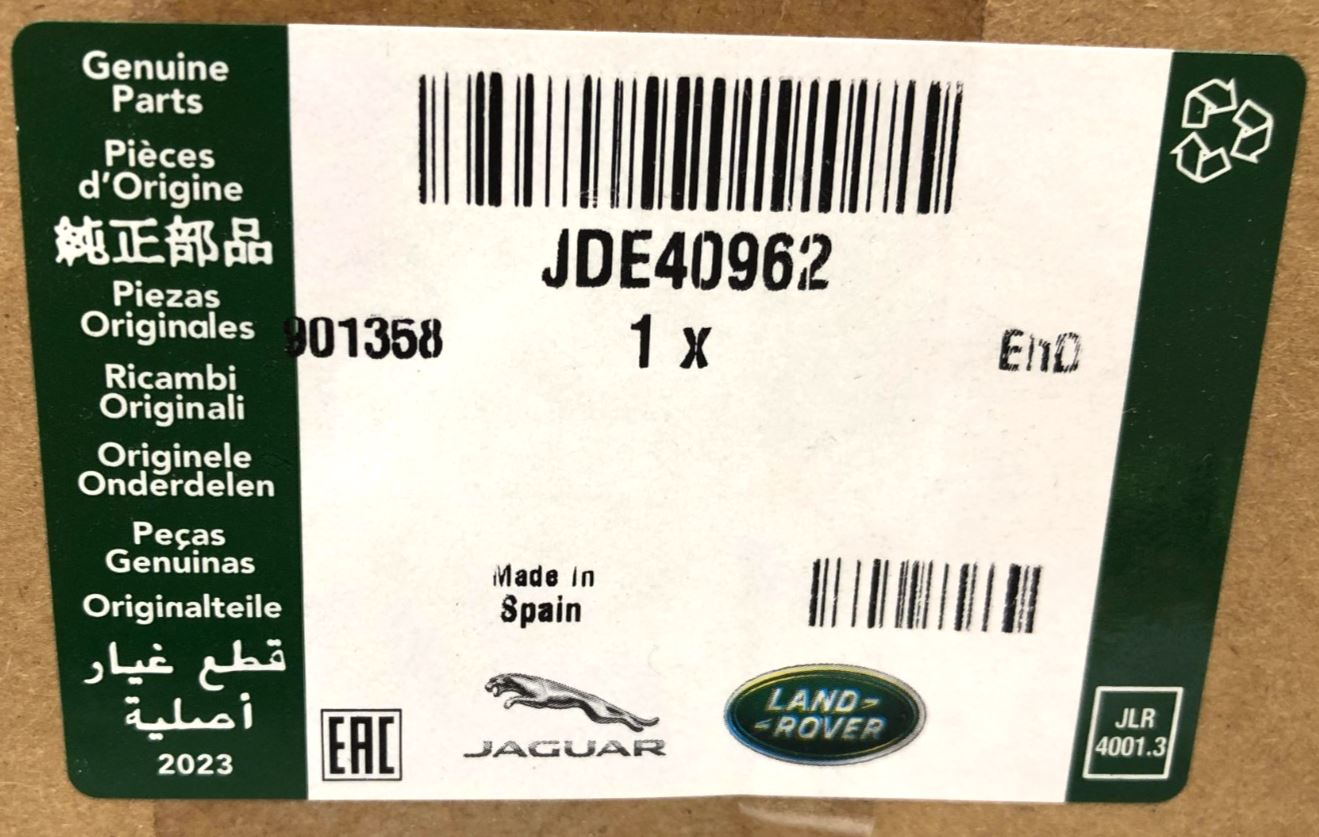 Genuine
Parts
Pièces
d'Origine
純正部品
Piezas
Originales
Ricambi
Originali
Originele
Onderdelen
Peças
Genuinas
Originalteile
قطع غيار
أصلية
2023
JDE40962
901358
1 x
EhD
Made in
Spain
EAC
JAGUAR
LAND-
-ROVER
JLR
4001.3